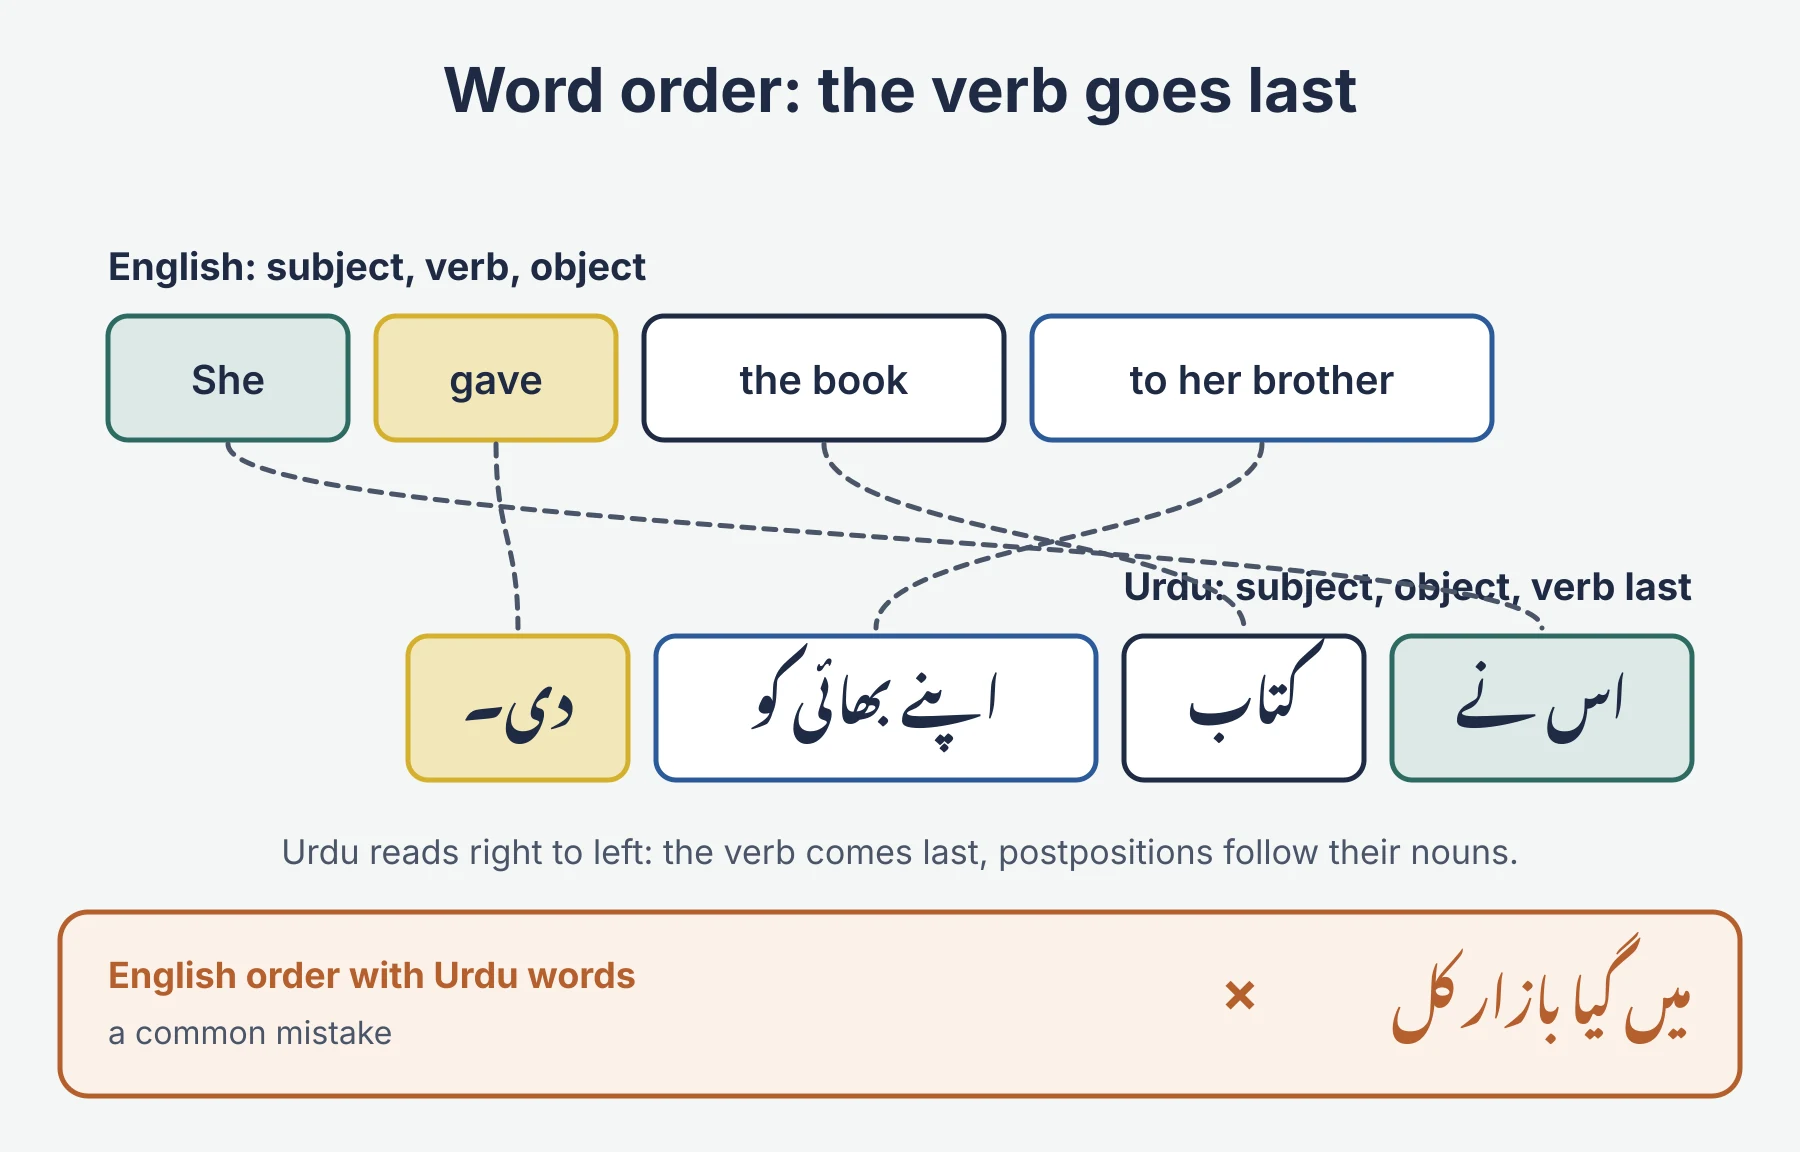 Word order: the verb goes last
English: subject, verb, object
She gave the book to her brother
Urdu: subject, object, verb last
اس نے کتاب اپنے بھائی کو دی۔
Urdu reads right to left: the verb comes last, postpositions follow their nouns.
English order with Urdu words
a common mistake
× میں گیا بازار کل